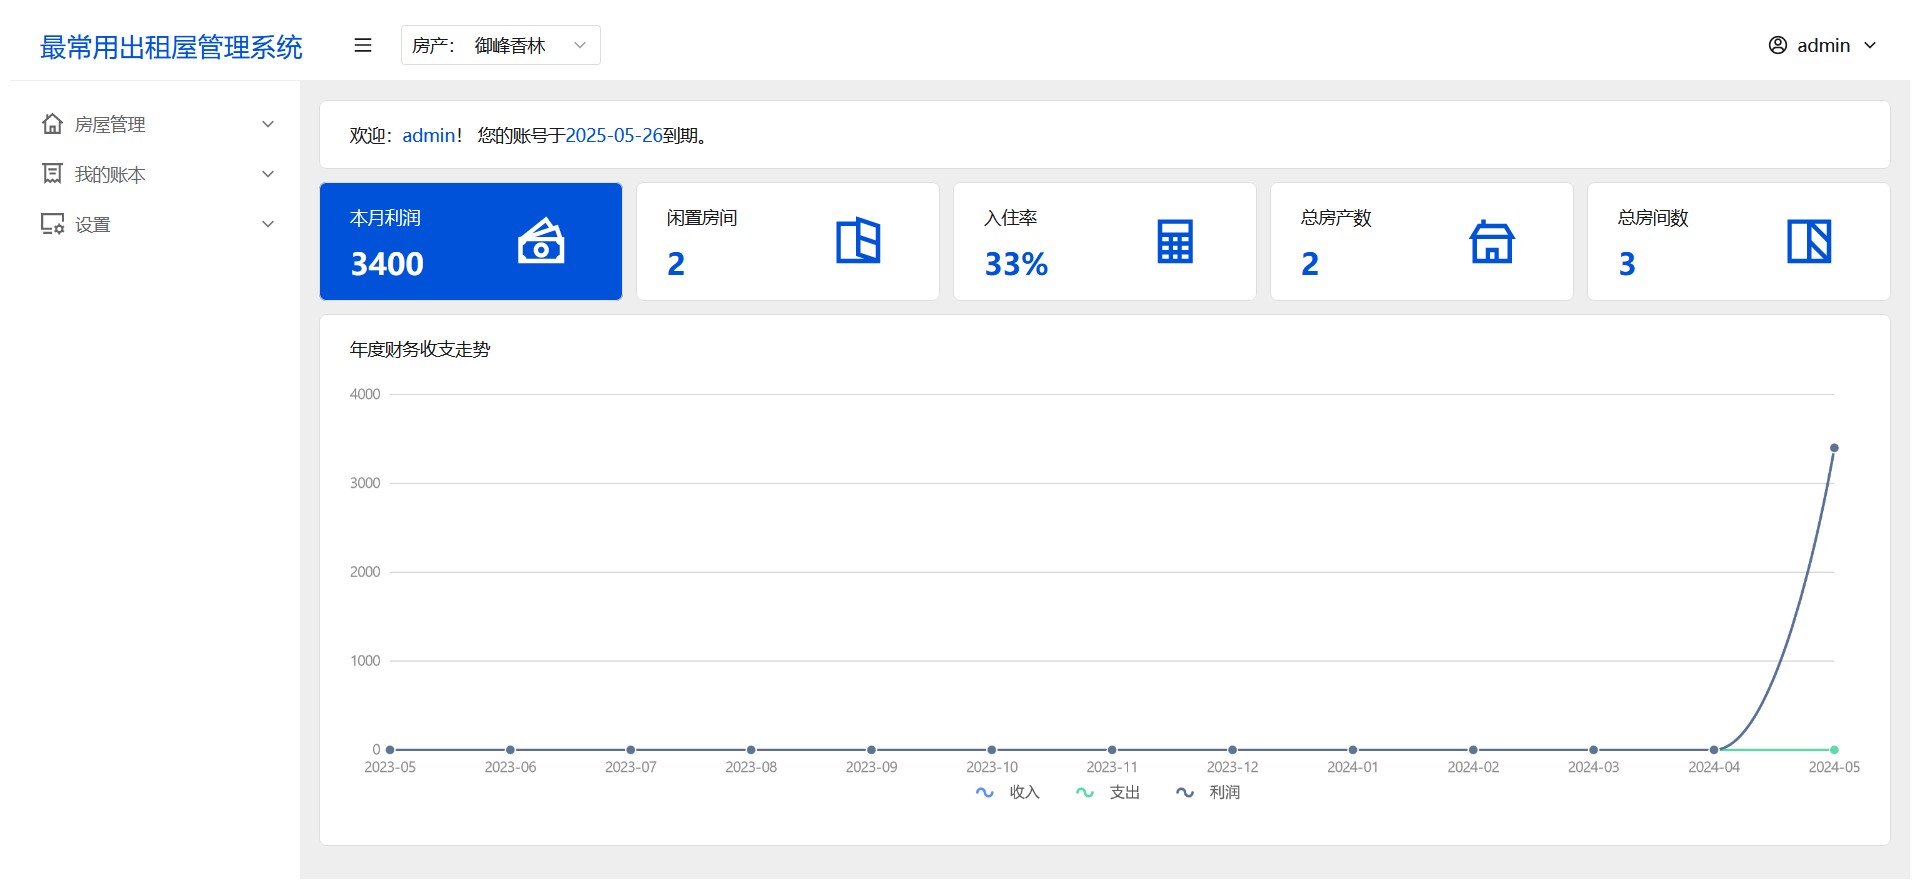 最常用出租屋管理系统
房产： 御峰香林
admin
房屋管理
我的账本
设置
欢迎：admin！ 您的账号于2025-05-26到期。
本月利润
3400
闲置房间
2
入住率
33%
总房产数
2
总房间数
3
年度财务收支走势
4000
3000
2000
1000
0
2023-05 2023-06 2023-07 2023-08 2023-09 2023-10 2023-11 2023-12 2024-01 2024-02 2024-03 2024-04 2024-05
收入 支出 利润